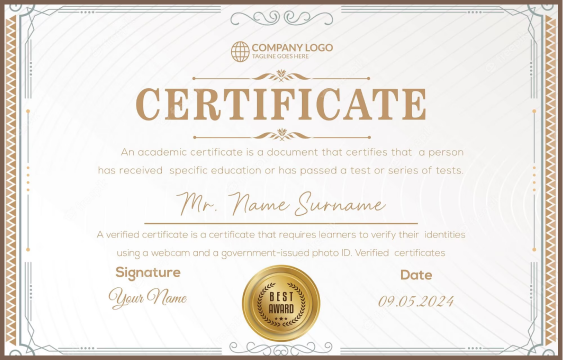 COMPANY LOGO
TAGLINE GOES HERE
CERTIFICATE
An academic certificate is a document that certifies that a person
has received specific education or has passed a test or series of tests.
Mr. Name Surname
A verified certificate is a certificate that requires learners to verify their identities
using a webcam and a government-issued photo ID. Verified certificates
Signature
Your Name
BEST
AWARD
Date
09.05.2024